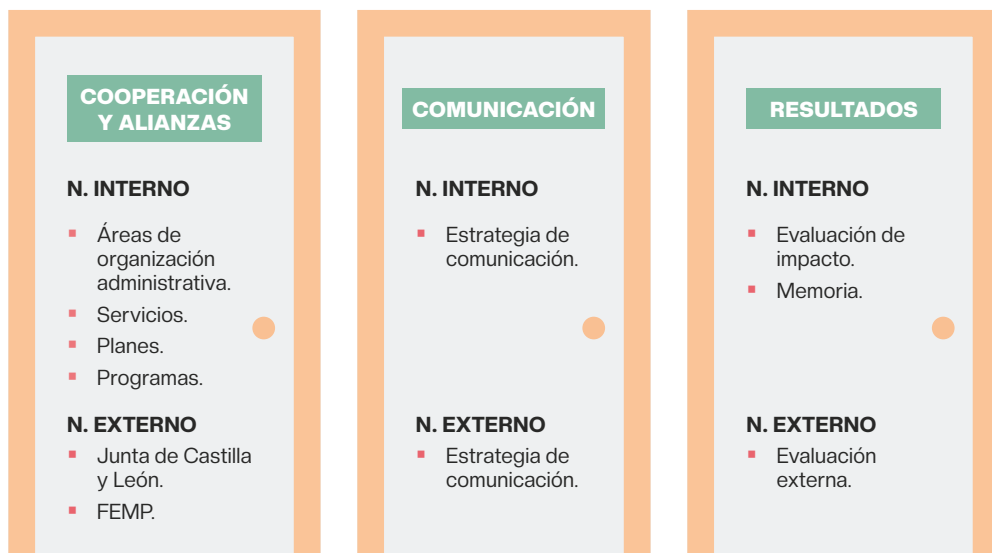 COOPERACIÓN
Y ALIANZAS
N. INTERNO
Áreas de
organización
administrativa.
Servicios.
Planes.
Programas.
N. EXTERNO
Junta de Castilla
y León.
FEMP.
COMUNICACIÓN
N. INTERNO
Estrategia de
comunicación.
N. EXTERNO
Estrategia de
comunicación.
RESULTADOS
N. INTERNO
Evaluación de
impacto.
Memoria.
N. EXTERNO
Evaluación
externa.